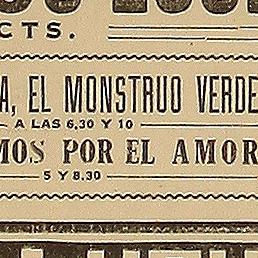 CTS.
A, EL MONSTRUO VERDE
A LAS 6,30 Y 10
MOS POR EL AMOR
5 Y 8.30